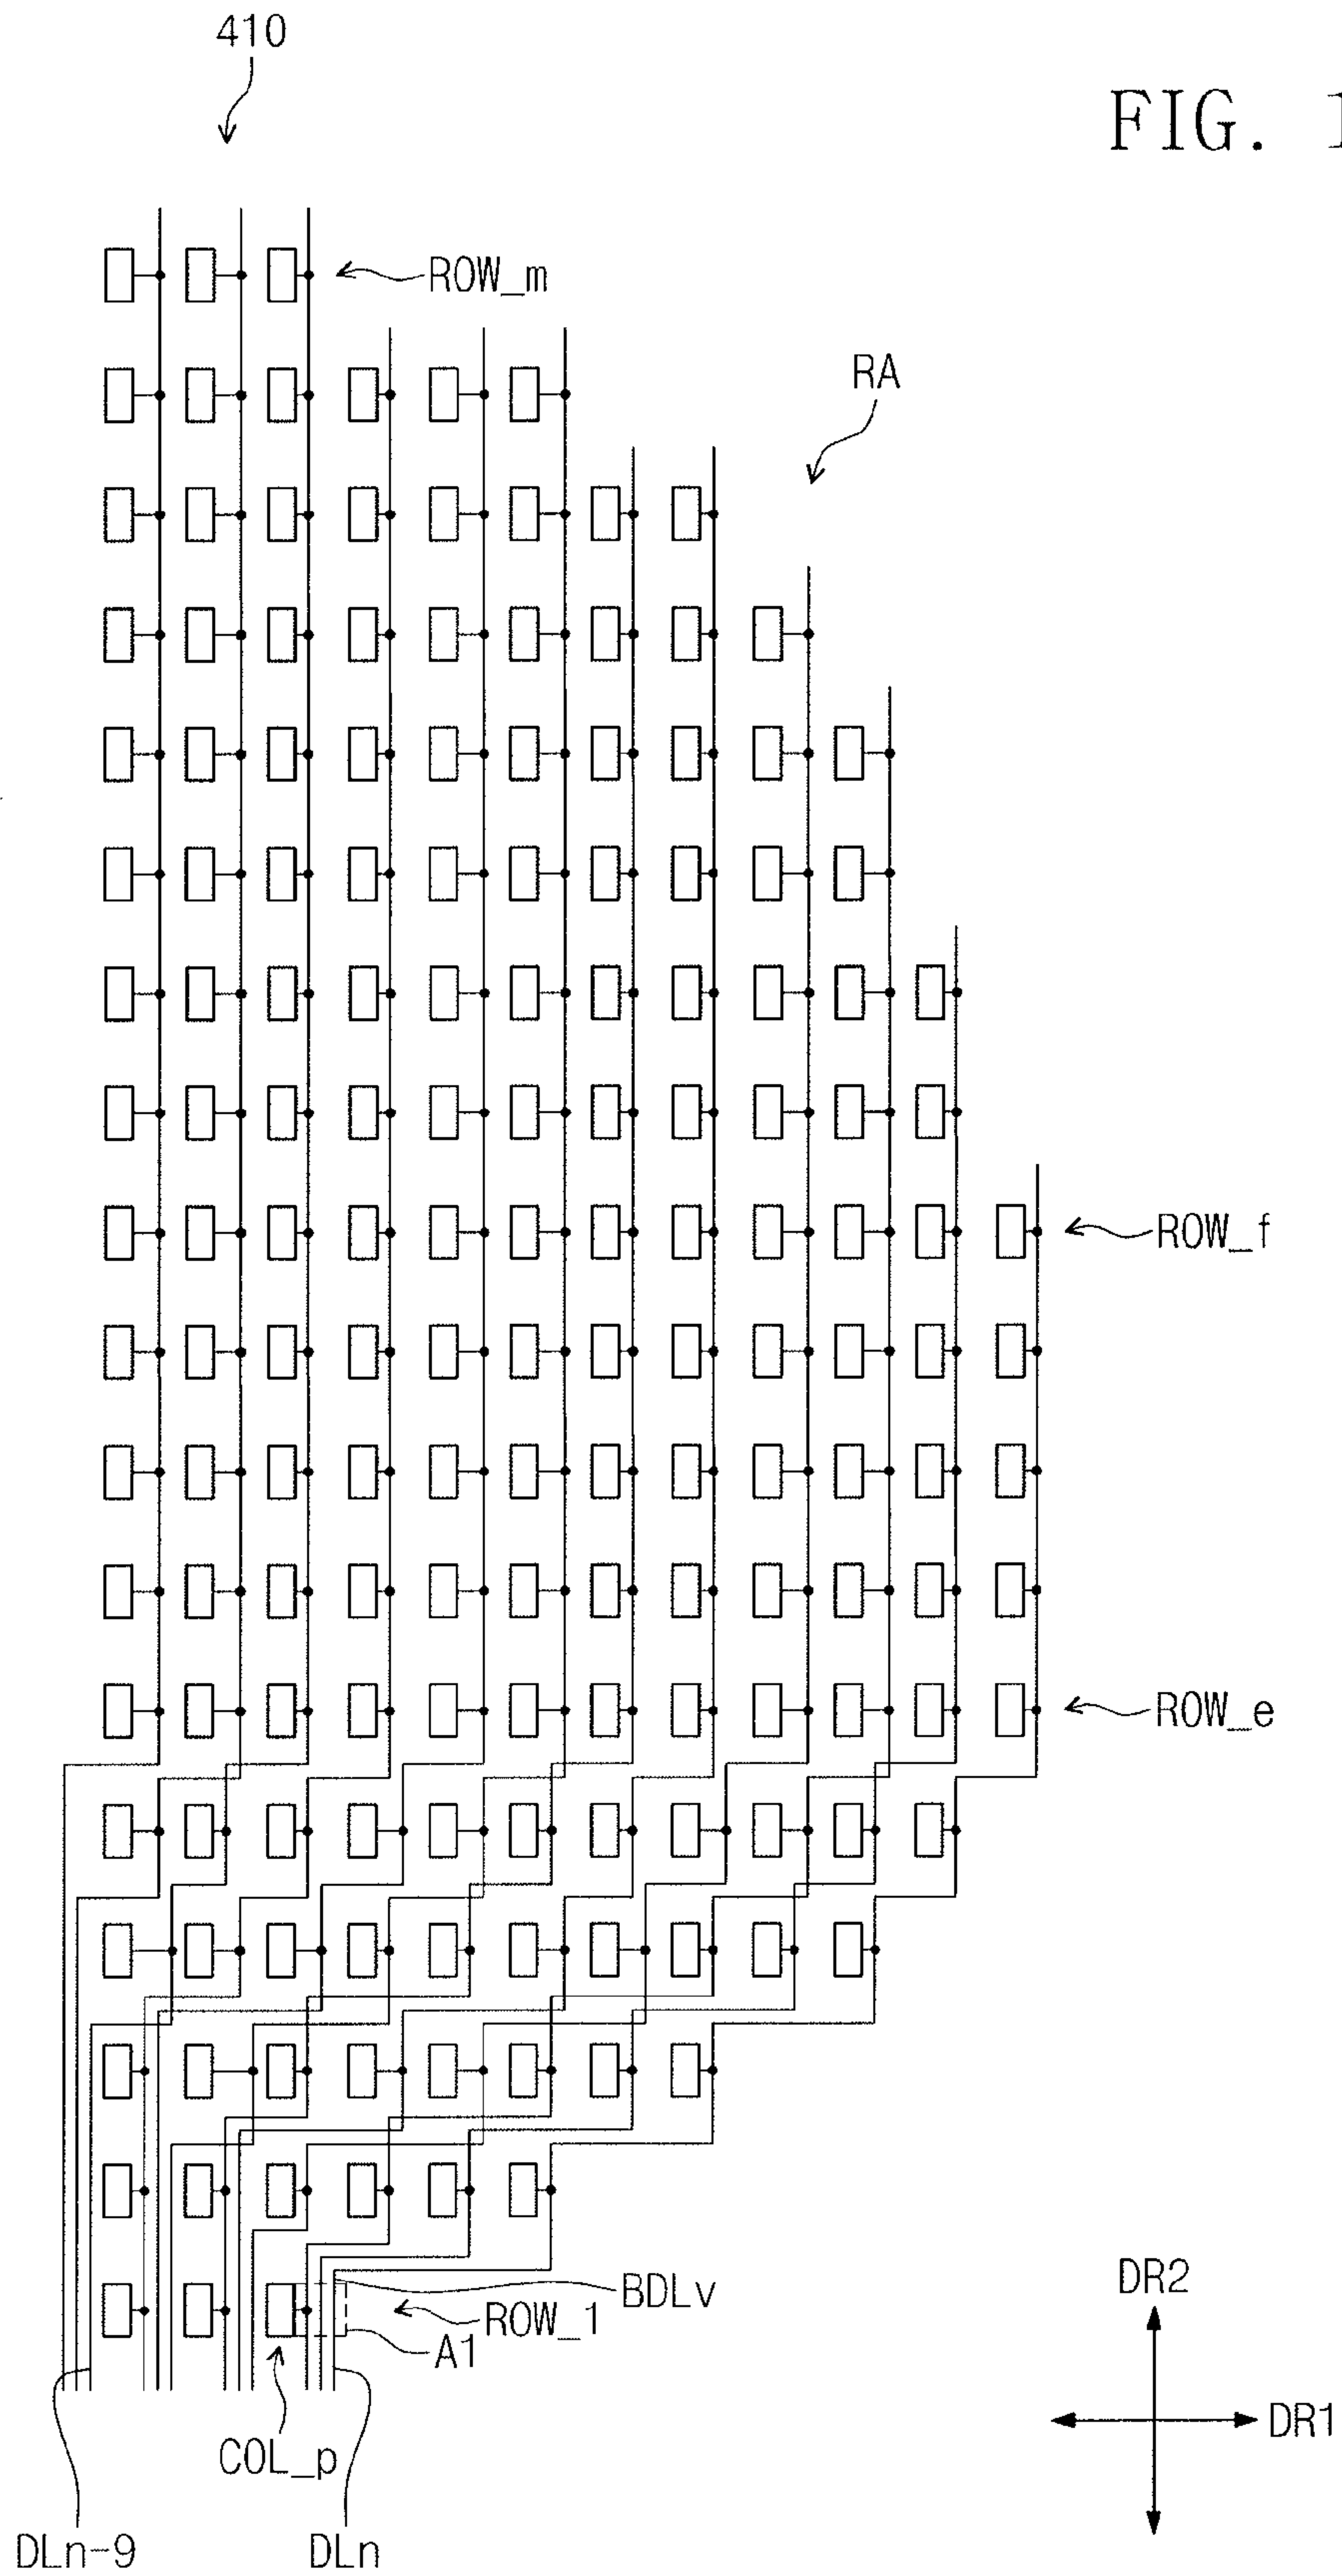 410
FIG. 1
ROW_m
RA
ROW_f
ROW_e
BDLv
ROW_1
A1
DR2
DR1
COL_p
DLn-9
DLn